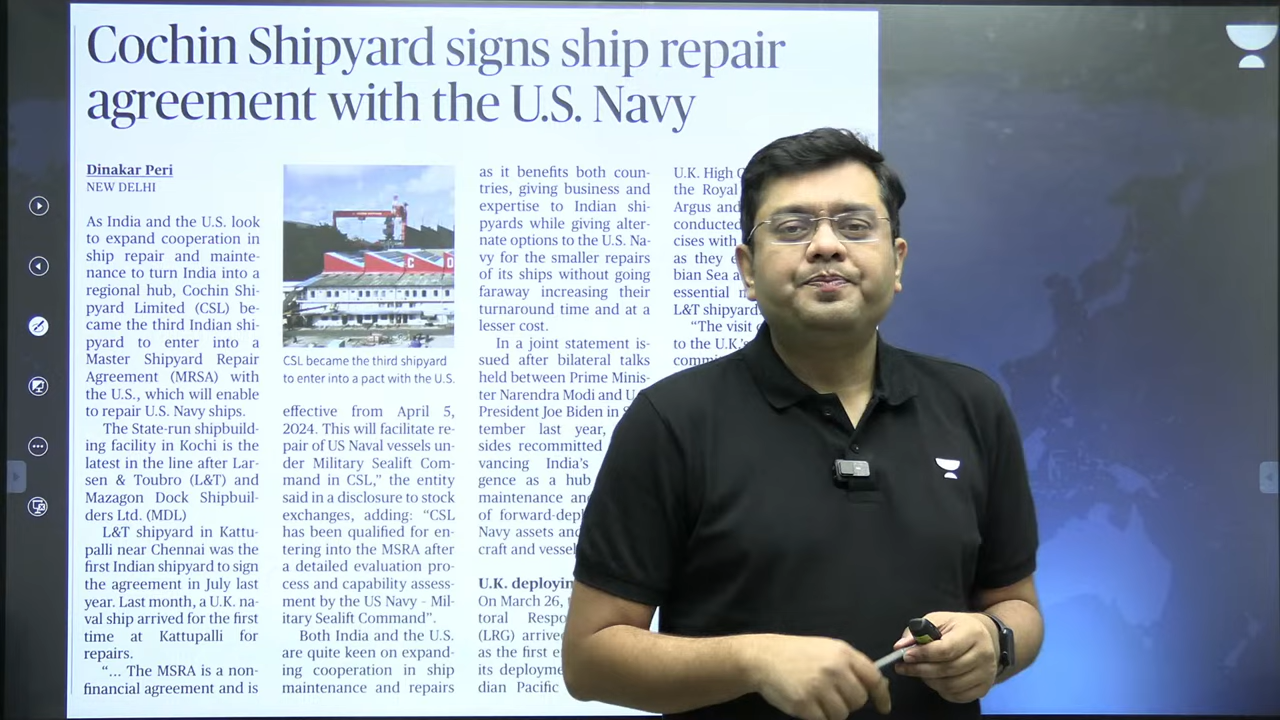 Cochin Shipyard signs ship repair
agreement with the U.S. Navy
Dinakar Peri
NEW DELHI
As India and the U.S. look
to expand cooperation in
ship repair and mainte-
nance to turn India into a
regional hub, Cochin Shi-
pyard Limited (CSL) be-
came the third Indian shi-
pyard to enter into a
Master Shipyard Repair
Agreement (MRSA) with
the U.S., which will enable
to repair U.S. Navy ships.
The State-run shipbuild-
ing facility in Kochi is the
latest in the line after Lar-
sen & Toubro (L&T) and
Mazagon Dock Shipbuil-
ders Ltd. (MDL)
L&T shipyard in Kattu-
palli near Chennai was the
first Indian shipyard to sign
the agreement in July last
year. Last month, a U.K. na-
val ship arrived for the first
time at Kattupalli for
repairs.
“... The MSRA is a non-
financial agreement and is
CSL became the third shipyard
to enter into a pact with the U.S.
effective from April 5,
2024. This will facilitate re-
pair of US Naval vessels un-
der Military Sealift Com-
mand in CSL,” the entity
said in a disclosure to stock
exchanges, adding: “CSL
has been qualified for en-
tering into the MSRA after
a detailed evaluation pro-
cess and capability assess-
ment by the US Navy – Mil-
itary Sealift Command”.
Both India and the U.S.
are quite keen on expand-
ing cooperation in ship
maintenance and repairs
as it benefits both coun-
tries, giving business and
expertise to Indian shi-
pyards while giving alter-
nate options to the U.S. Na-
vy for the smaller repairs
of its ships without going
faraway increasing their
turnaround time and at a
lesser cost.
In a joint statement is-
sued after bilateral talks
held between Prime Minis-
ter Narendra Modi and U
President Joe Biden in S
tember last year,
sides recommitted
vancing India’s
gence as a hub
maintenance an
of forward-dep
Navy assets and
craft and vessel
U.K. deployin
On March 26,
toral Resp
(LRG) arrive
as the first e
its deployme
dian Pacific
U.K. High C
the Royal
Argus and
conducted
cises with
as they e
bian Sea a
essential m
L&T shipyard
“The visit o
to the U.K.’s
commi